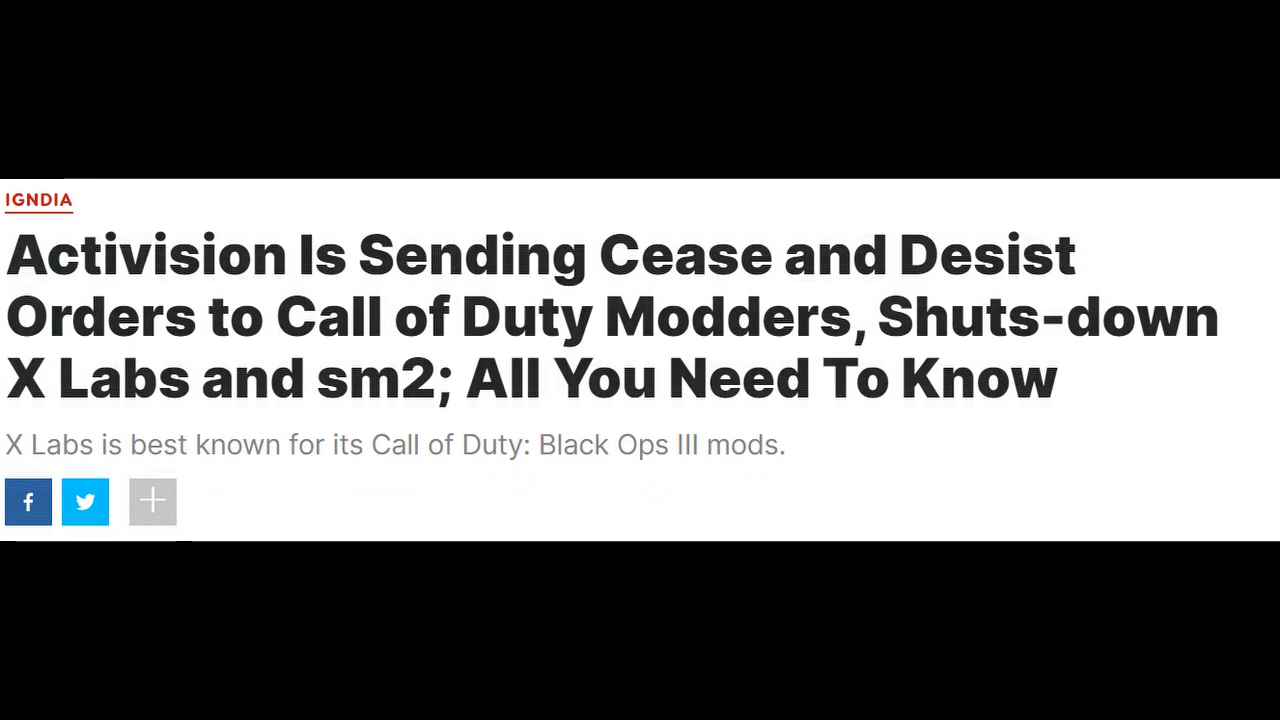 IGNDIA
Activision Is Sending Cease and Desist
Orders to Call of Duty Modders, Shuts-down
X Labs and sm2; All You Need To Know
X Labs is best known for its Call of Duty: Black Ops III mods.